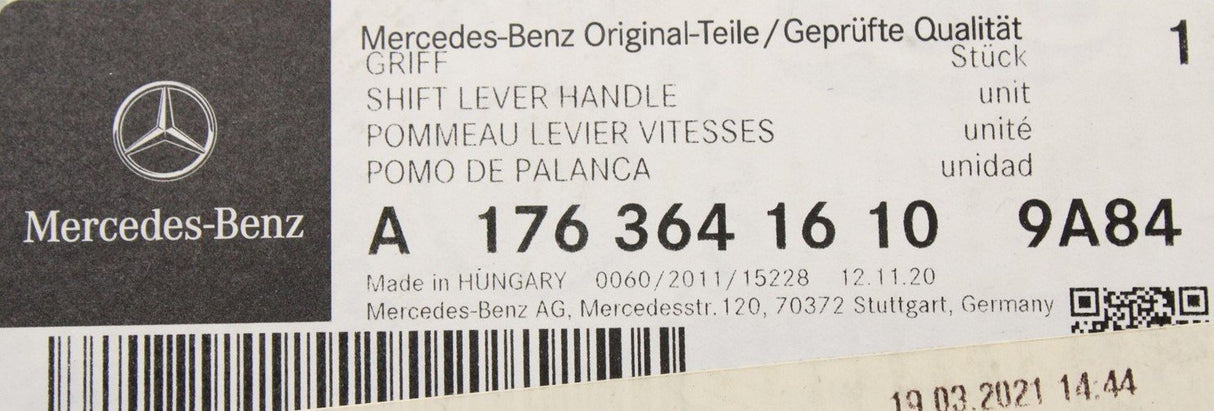 Mercedes-Benz
Mercedes-Benz Original-Teile/Geprüfte Qualität 1
GRIFF Stück
SHIFT LEVER HANDLE unit
POMMEAU LEVIER VITESSES unité
POMO DE PALANCA unidad
A 176 364 16 10 9A84
Made in HUNGARY 0060/2011/15228 12.11.20
Mercedes-Benz AG, Mercedesstr. 120, 70372 Stuttgart, Germany
19.03.2021 14:44